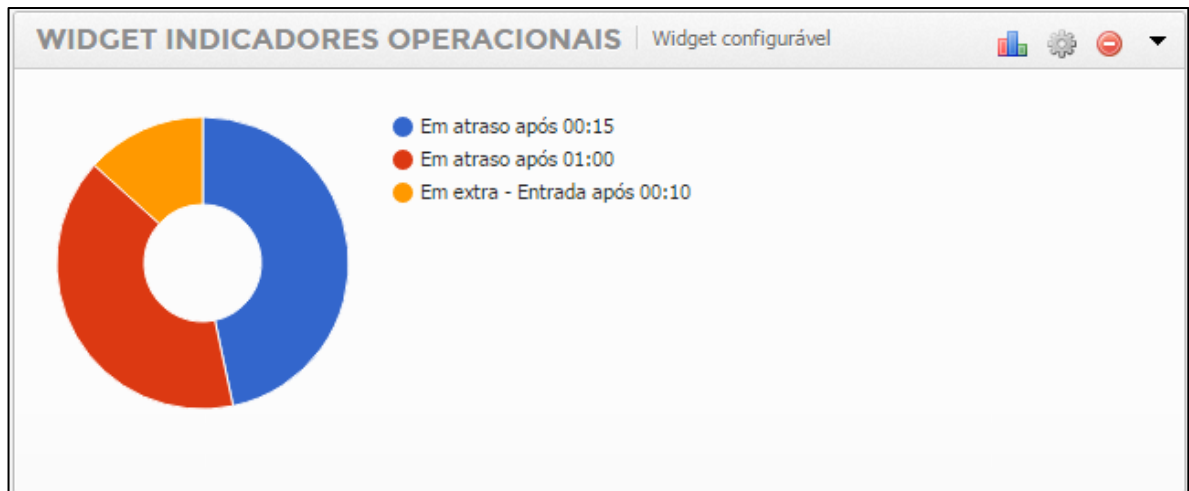 WIDGET INDICADORES OPERACIONAIS Widget configurável
Em atraso após 00:15
Em atraso após 01:00
Em extra - Entrada após 00:10